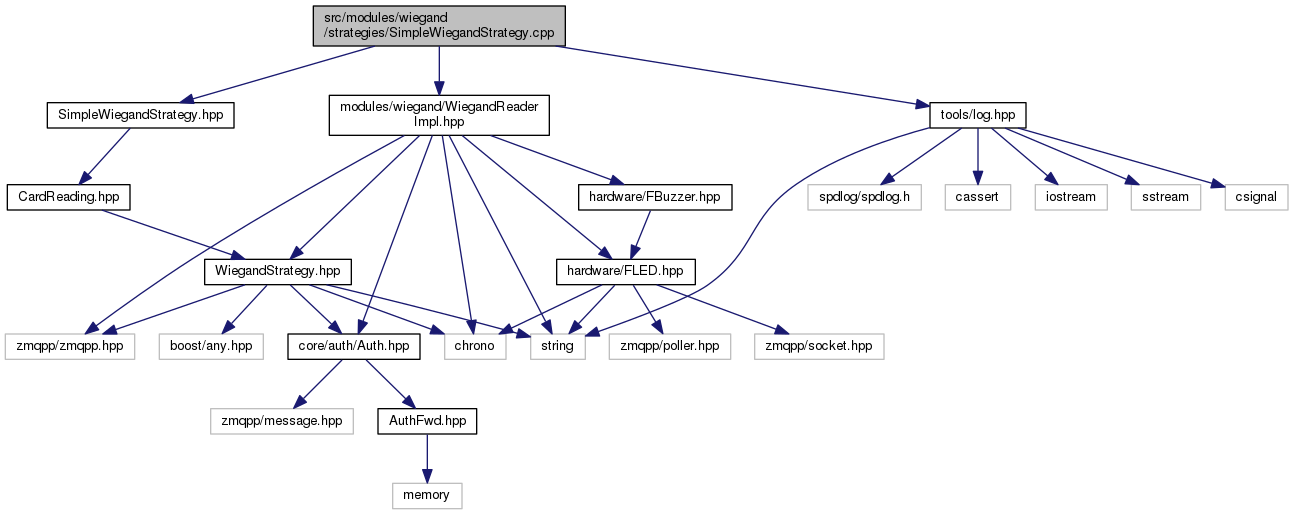 src/modules/wiegand
/strategies/SimpleWiegandStrategy.cpp
SimpleWiegandStrategy.hpp
modules/wiegand/WiegandReader
Impl.hpp
tools/log.hpp
CardReading.hpp
hardware/FBuzzer.hpp
spdlog/spdlog.h
cassert
iostream
sstream
csignal
WiegandStrategy.hpp
hardware/FLED.hpp
zmqpp/zmqpp.hpp
boost/any.hpp
core/auth/Auth.hpp
chrono
string
zmqpp/poller.hpp
zmqpp/socket.hpp
zmqpp/message.hpp
AuthFwd.hpp
memory